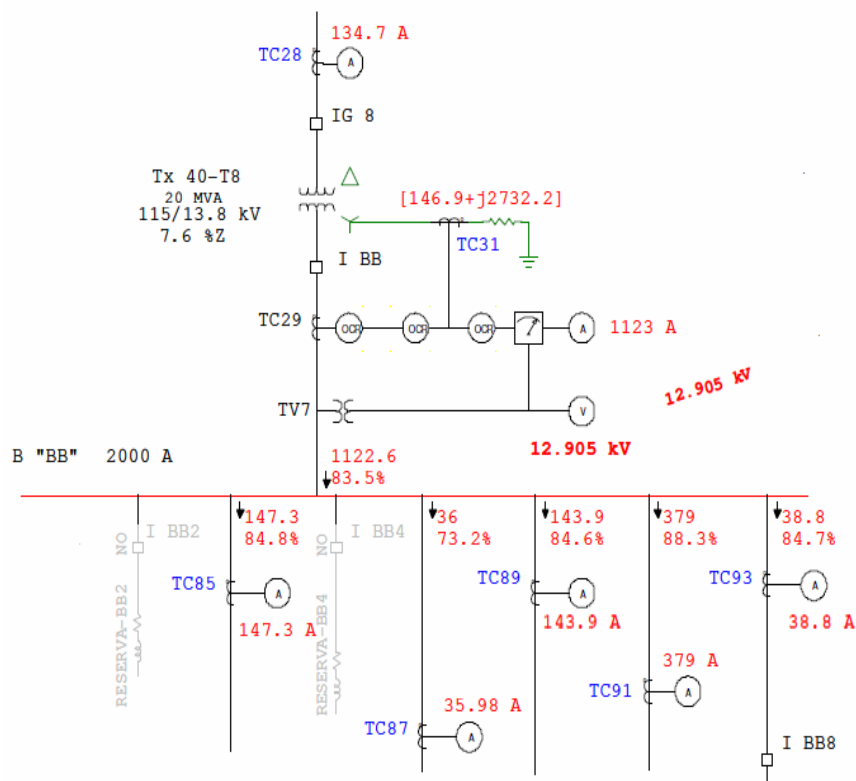 134.7 A
TC28
A
IG 8
Tx 40-T8
20 MVA
115/13.8 kV
7.6 %Z
[146.9+j2732.2]
TC31
I BB
TC29
OCR
OCR
OCR
A
1123 A
12.905 kV
TV7
V
12.905 kV
B "BB" 2000 A
1122.6
83.5%
147.3
84.8%
36
73.2%
143.9
84.6%
379
88.3%
38.8
84.7%
NO
I BB2
NO
I BB4
RESERVA-BB2
RESERVA-BB4
TC85
A
147.3 A
TC89
A
143.9 A
TC93
A
38.8 A
379 A
TC91
A
35.98 A
TC87
A
I BB8